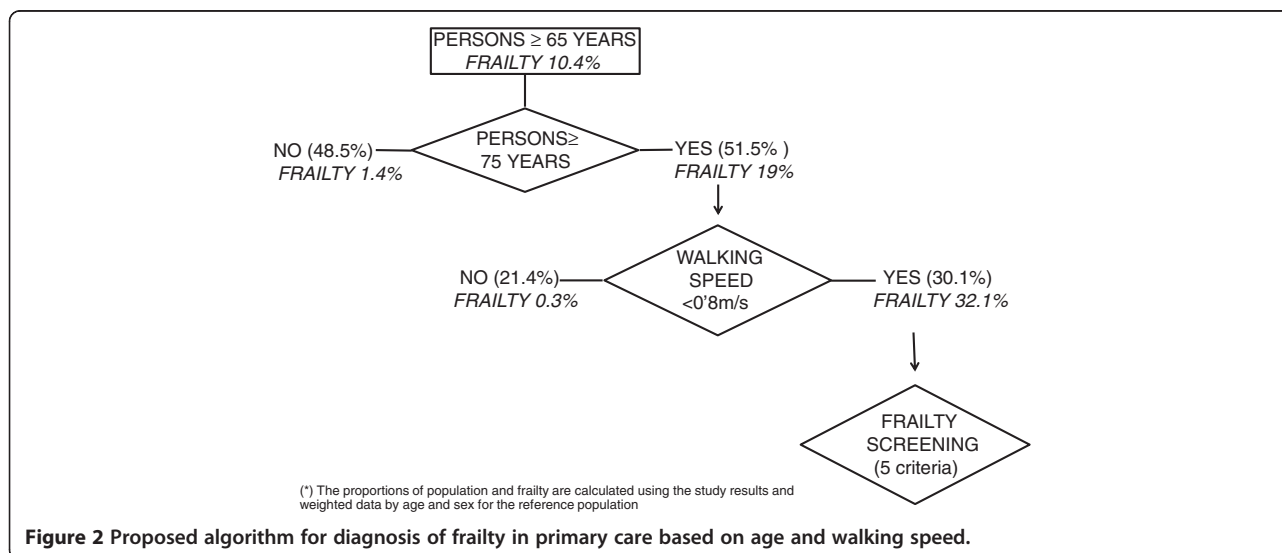 PERSONS ≥ 65 YEARS
FRAILTY 10.4%
PERSONS≥
75 YEARS
NO (48.5%)
FRAILTY 1.4%
YES (51.5% )
FRAILTY 19%
WALKING
SPEED
<0'8m/s
NO (21.4%)
FRAILTY 0.3%
YES (30.1%)
FRAILTY 32.1%
FRAILTY
SCREENING
(5 criteria)
(*) The proportions of population and frailty are calculated using the study results and
weighted data by age and sex for the reference population
Figure 2 Proposed algorithm for diagnosis of frailty in primary care based on age and walking speed.